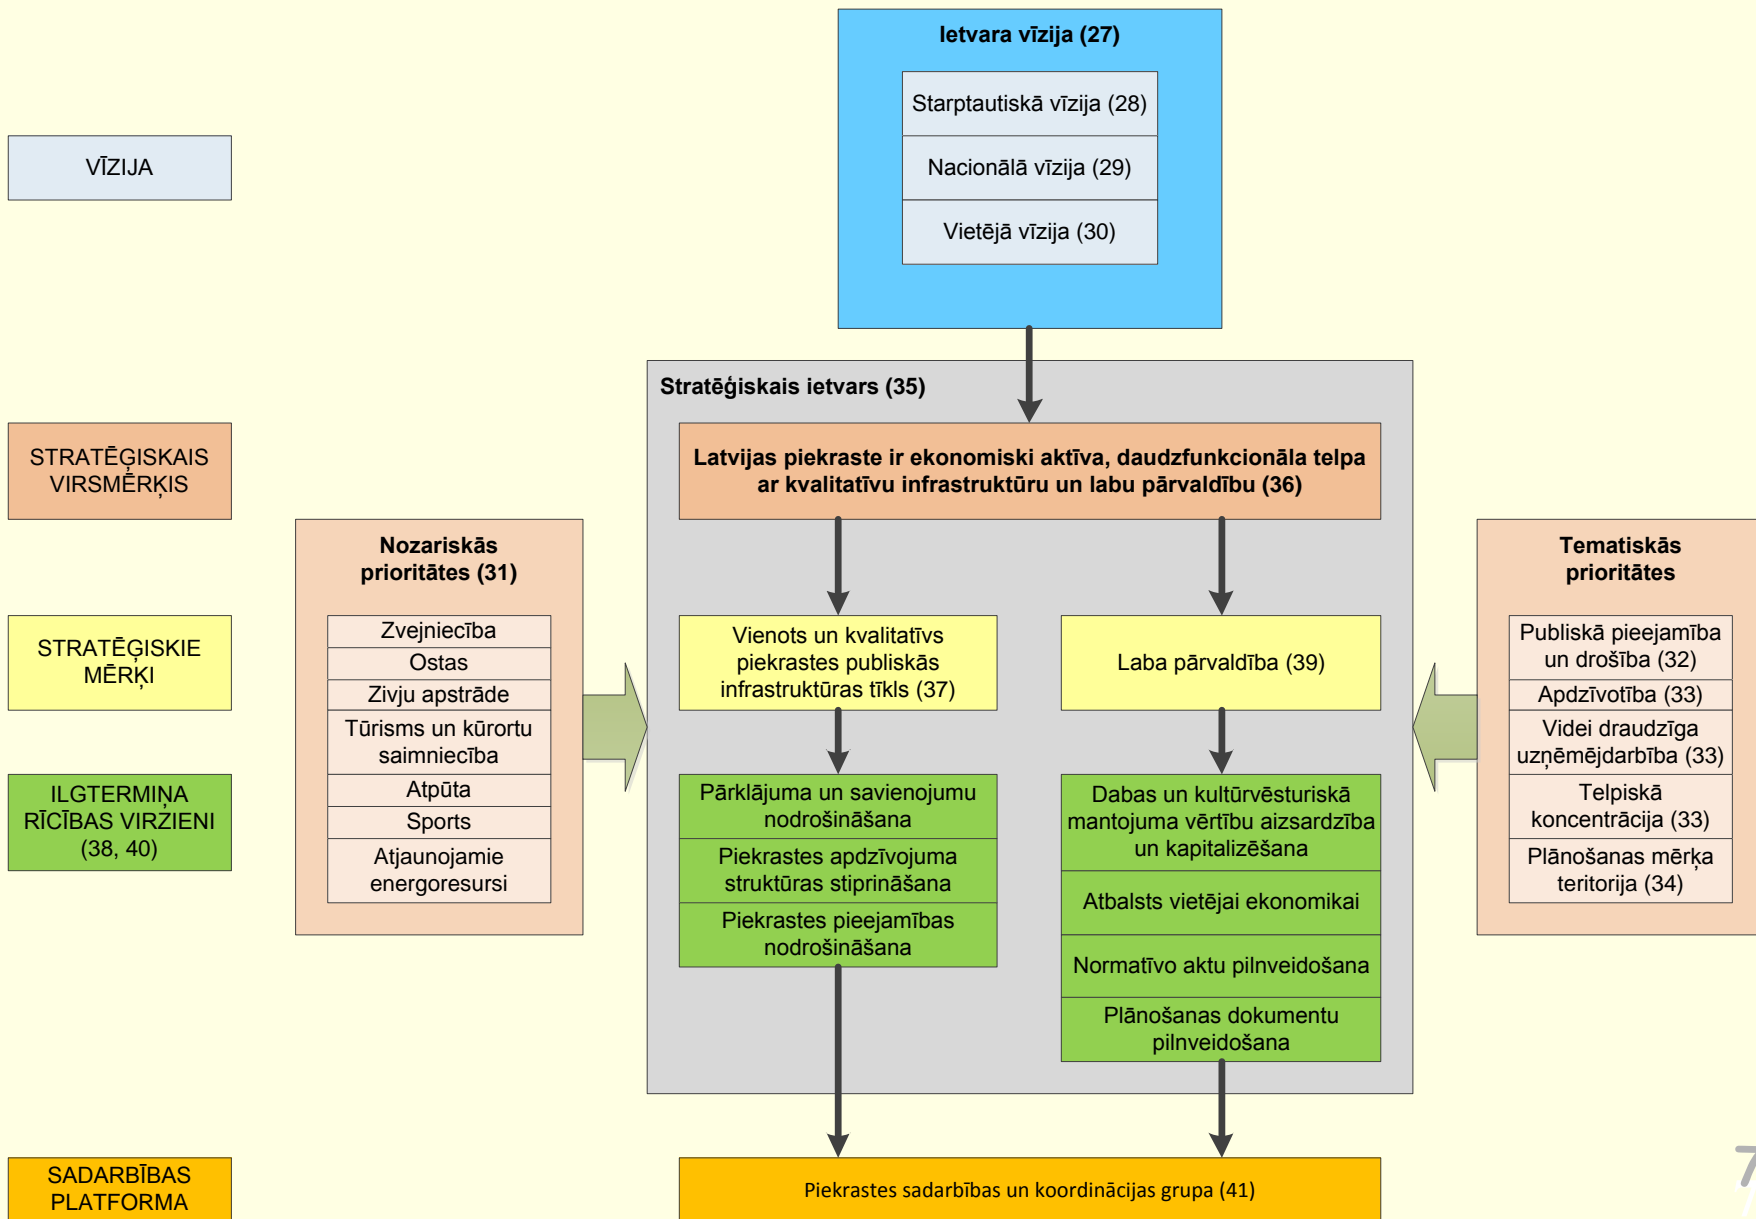 Ietvara vīzija (27)
Starptautiskā vīzija (28)
Nacionālā vīzija (29)
Vietējā vīzija (30)
VĪZIJA
Stratēģiskais ietvars (35)
STRATĒĢISKAIS
VIRSMĒRĶIS
Latvijas piekraste ir ekonomiski aktīva, daudzfunkcionāla telpa
ar kvalitatīvu infrastruktūru un labu pārvaldību (36)
Nozariskās
prioritātes (31)
Zvejniecība
Ostas
Zivju apstrāde
Tūrisms un kūrortu
saimniecība
Atpūta
Sports
Atjaunojamie
energoresursi
Tematiskās
prioritātes
Publiskā pieejamība
un drošība (32)
Apdzīvotība (33)
Videi draudzīga
uzņēmējdarbība (33)
Telpiskā
koncentrācija (33)
Plānošanas mērķa
teritorija (34)
STRATĒĢISKIE
MĒRĶI
Vienots un kvalitatīvs
piekrastes publiskās
infrastruktūras tīkls (37)
Laba pārvaldība (39)
ILGTERMIŅA
RĪCĪBAS VIRZIENI
(38, 40)
Pārklājuma un savienojumu
nodrošināšana
Piekrastes apdzīvojuma
struktūras stiprināšana
Piekrastes pieejamības
nodrošināšana
Dabas un kultūrvēsturiskā
mantojuma vērtību aizsardzība
un kapitalizēšana
Atbalsts vietējai ekonomikai
Normatīvo aktu pilnveidošana
Plānošanas dokumentu
pilnveidošana
SADARBĪBAS
PLATFORMA
Piekrastes sadarbības un koordinācijas grupa (41)
7